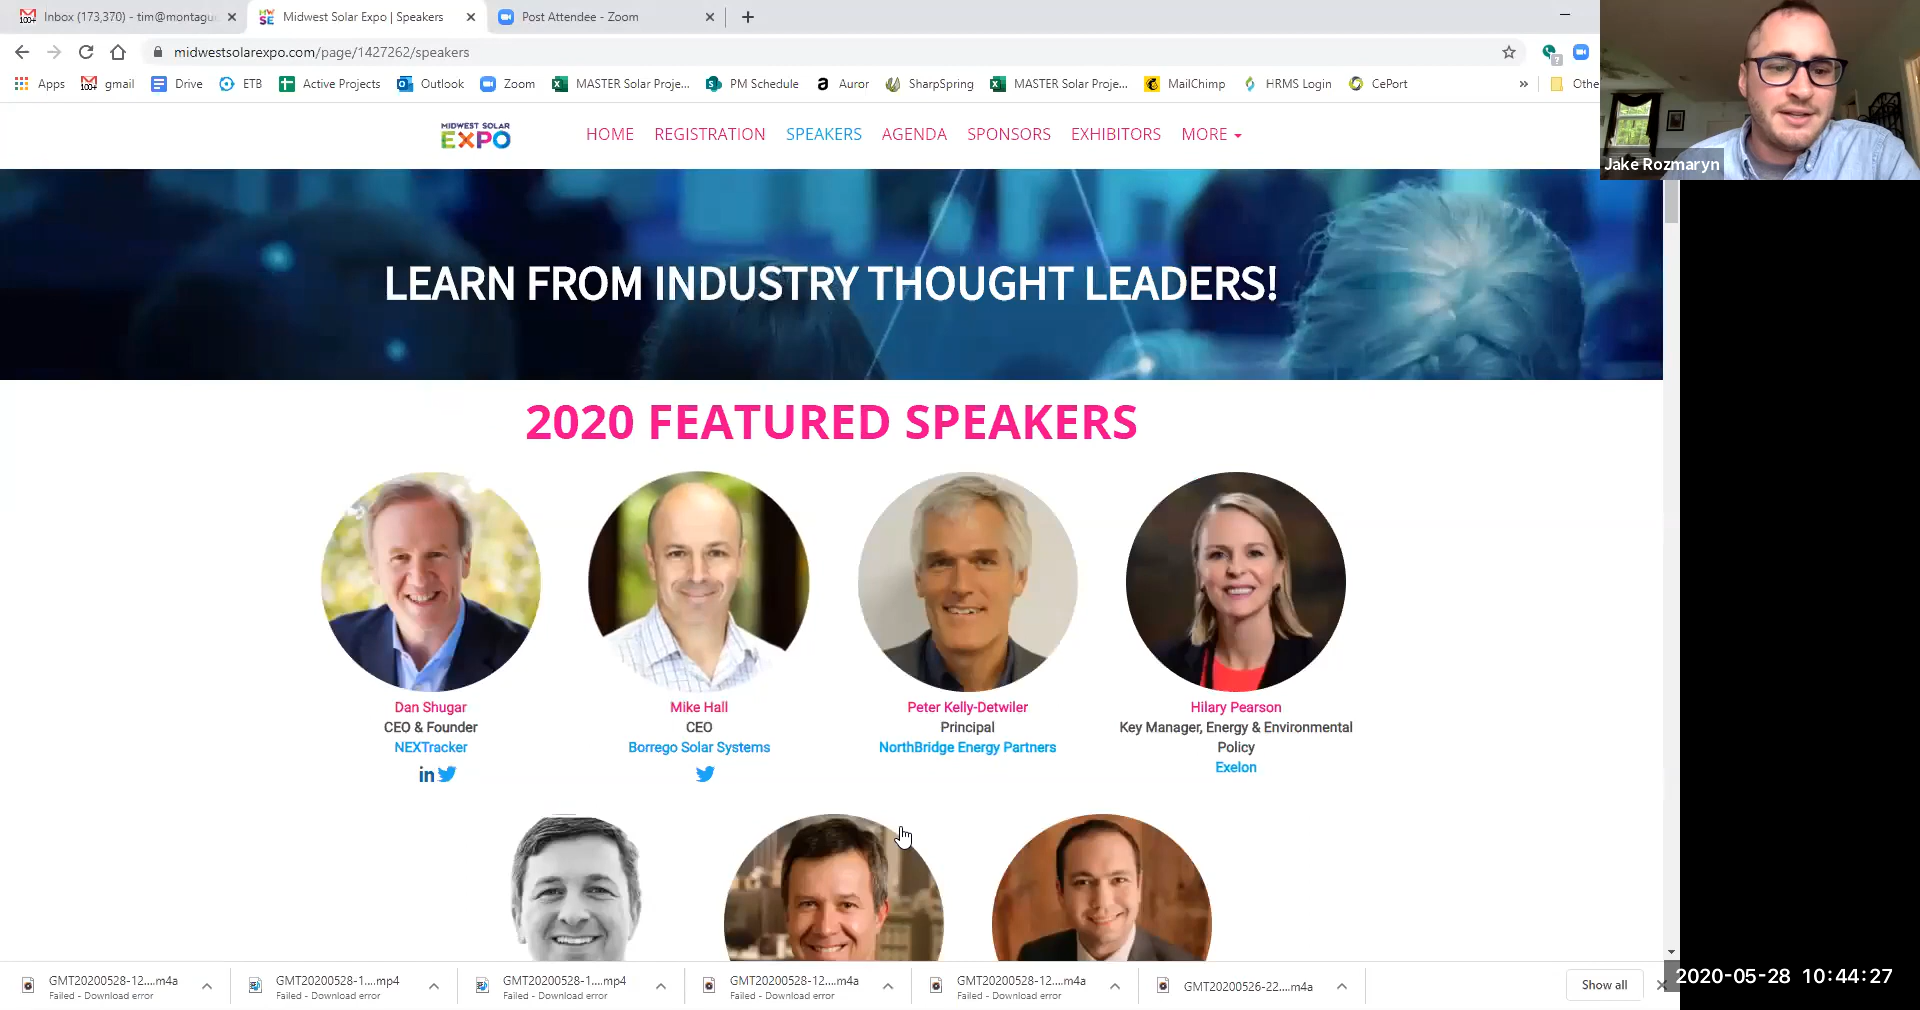 Inbox (173,370) - tim@montagu
Midwest Solar Expo | Speakers
Post Attendee - Zoom
midwestsolarexpo.com/page/1427262/speakers
Apps
gmail
Drive
ETB
Active Projects
Outlook
Zoom
MASTER Solar Proje...
PM Schedule
Auror
SharpSpring
MASTER Solar Proje...
MailChimp
HRMS Login
CePort
»
Othe
Jake Rozmaryn
MIDWEST SOLAR
EXPO
HOME
REGISTRATION
SPEAKERS
AGENDA
SPONSORS
EXHIBITORS
MORE
LEARN FROM INDUSTRY THOUGHT LEADERS!
2020 FEATURED SPEAKERS
Dan Shugar
CEO & Founder
NEXTracker
in
Mike Hall
CEO
Borrego Solar Systems
Peter Kelly-Detwiler
Principal
NorthBridge Energy Partners
Hilary Pearson
Key Manager, Energy & Environmental
Policy
Exelon
GMT20200528-12....m4a
Failed - Download error
GMT20200528-1....mp4
Failed - Download error
GMT20200528-1....mp4
Failed - Download error
GMT20200528-12....m4a
Failed - Download error
GMT20200528-12....m4a
Failed - Download error
GMT20200526-22....m4a
Show all
2020-05-28 10:44:27